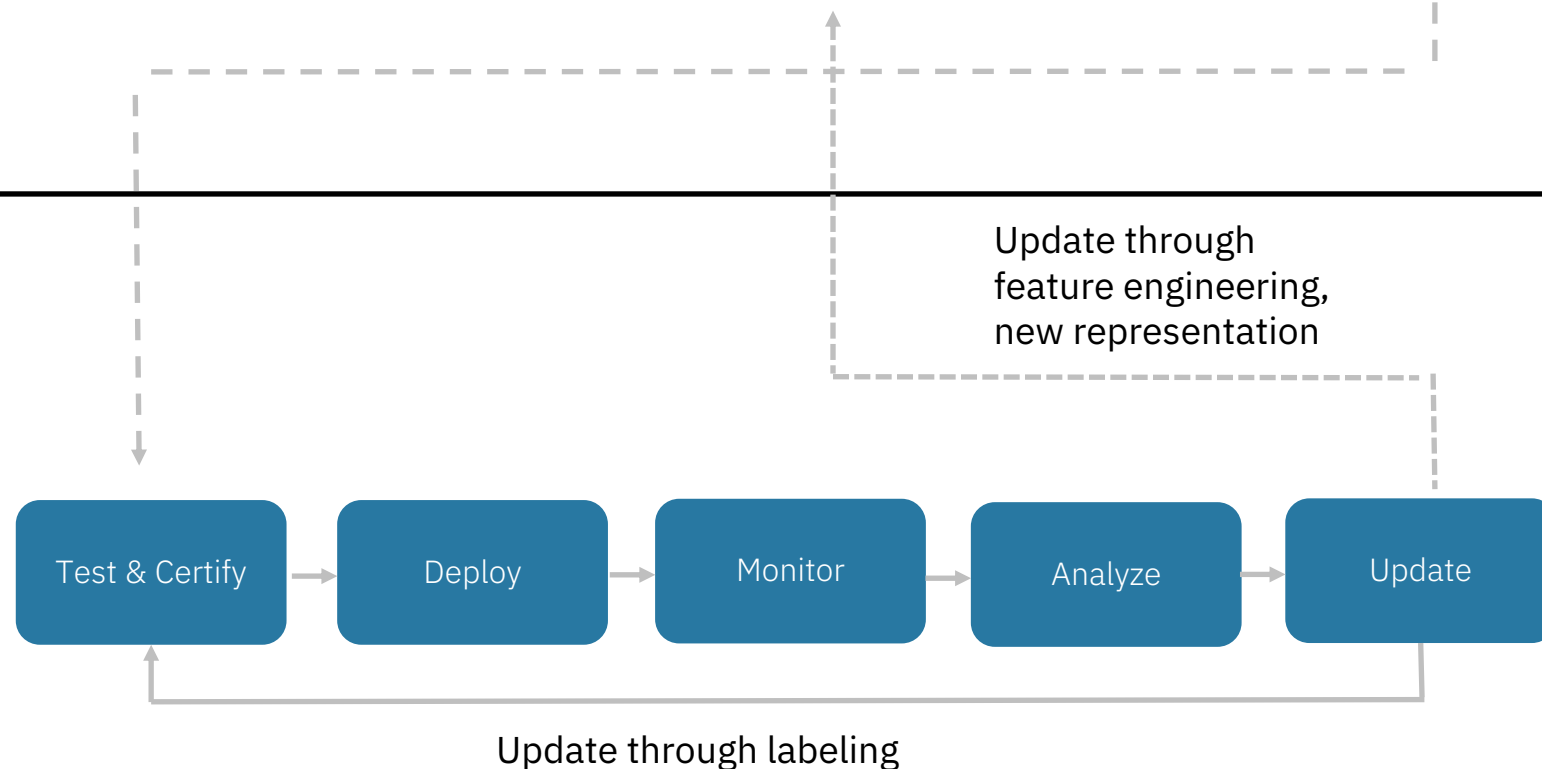 Update through
feature engineering,
new representation
Test & Certify
Deploy
Monitor
Analyze
Update
Update through labeling